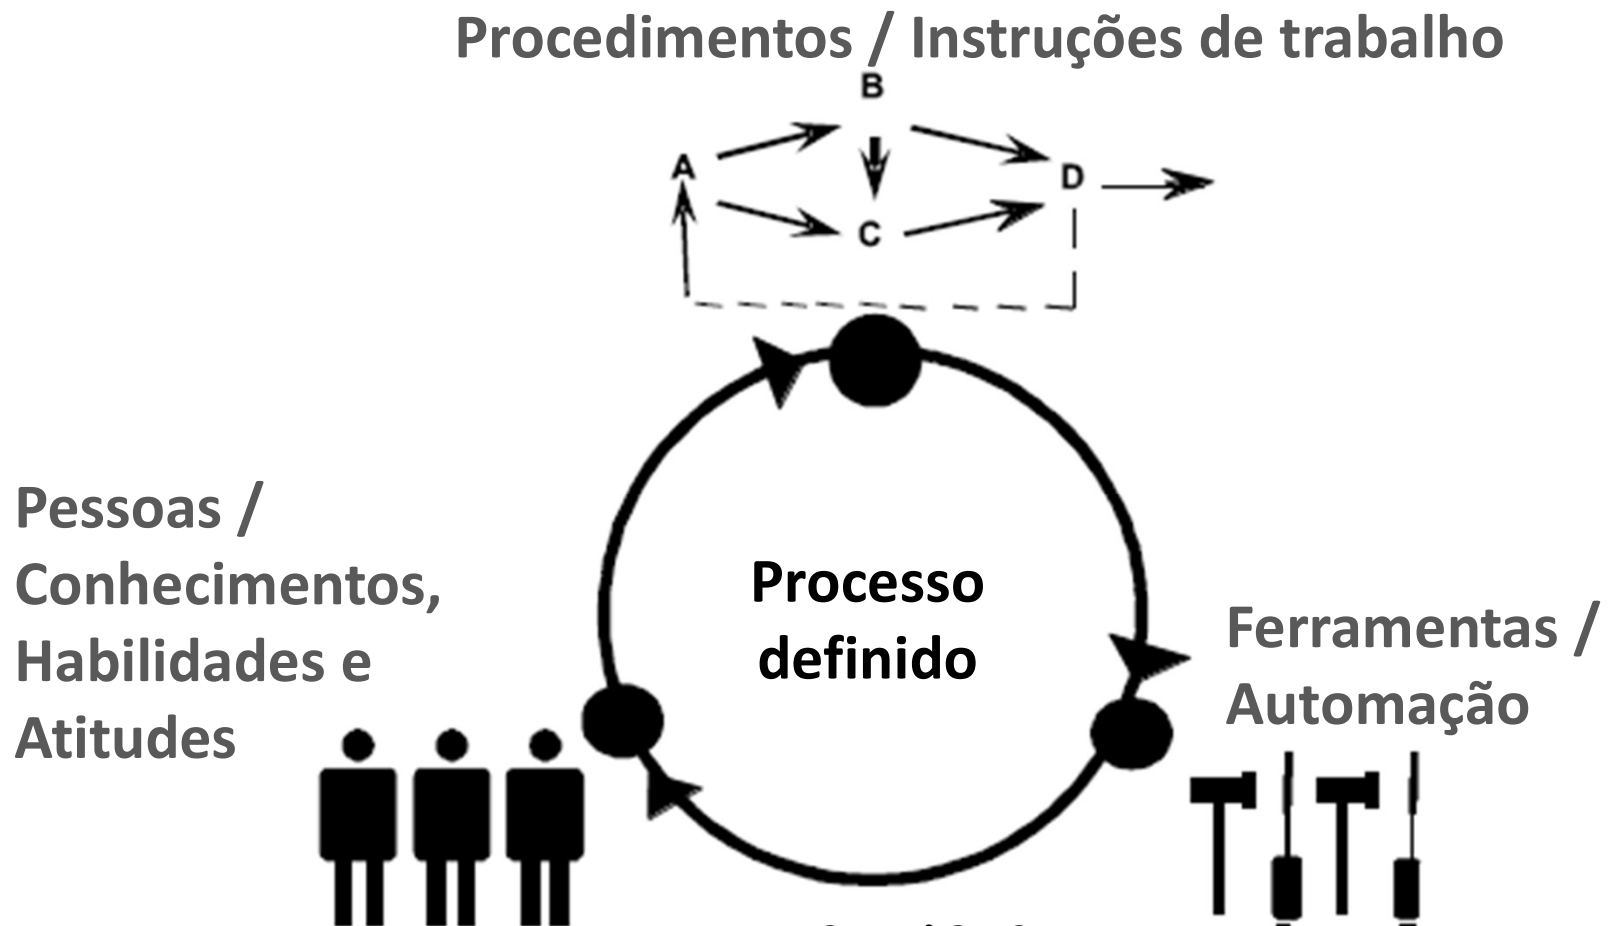 Procedimentos / Instruções de trabalho
B
A
D
C
Pessoas /
Conhecimentos,
Habilidades e
Atitudes
Processo
definido
Ferramentas /
Automação